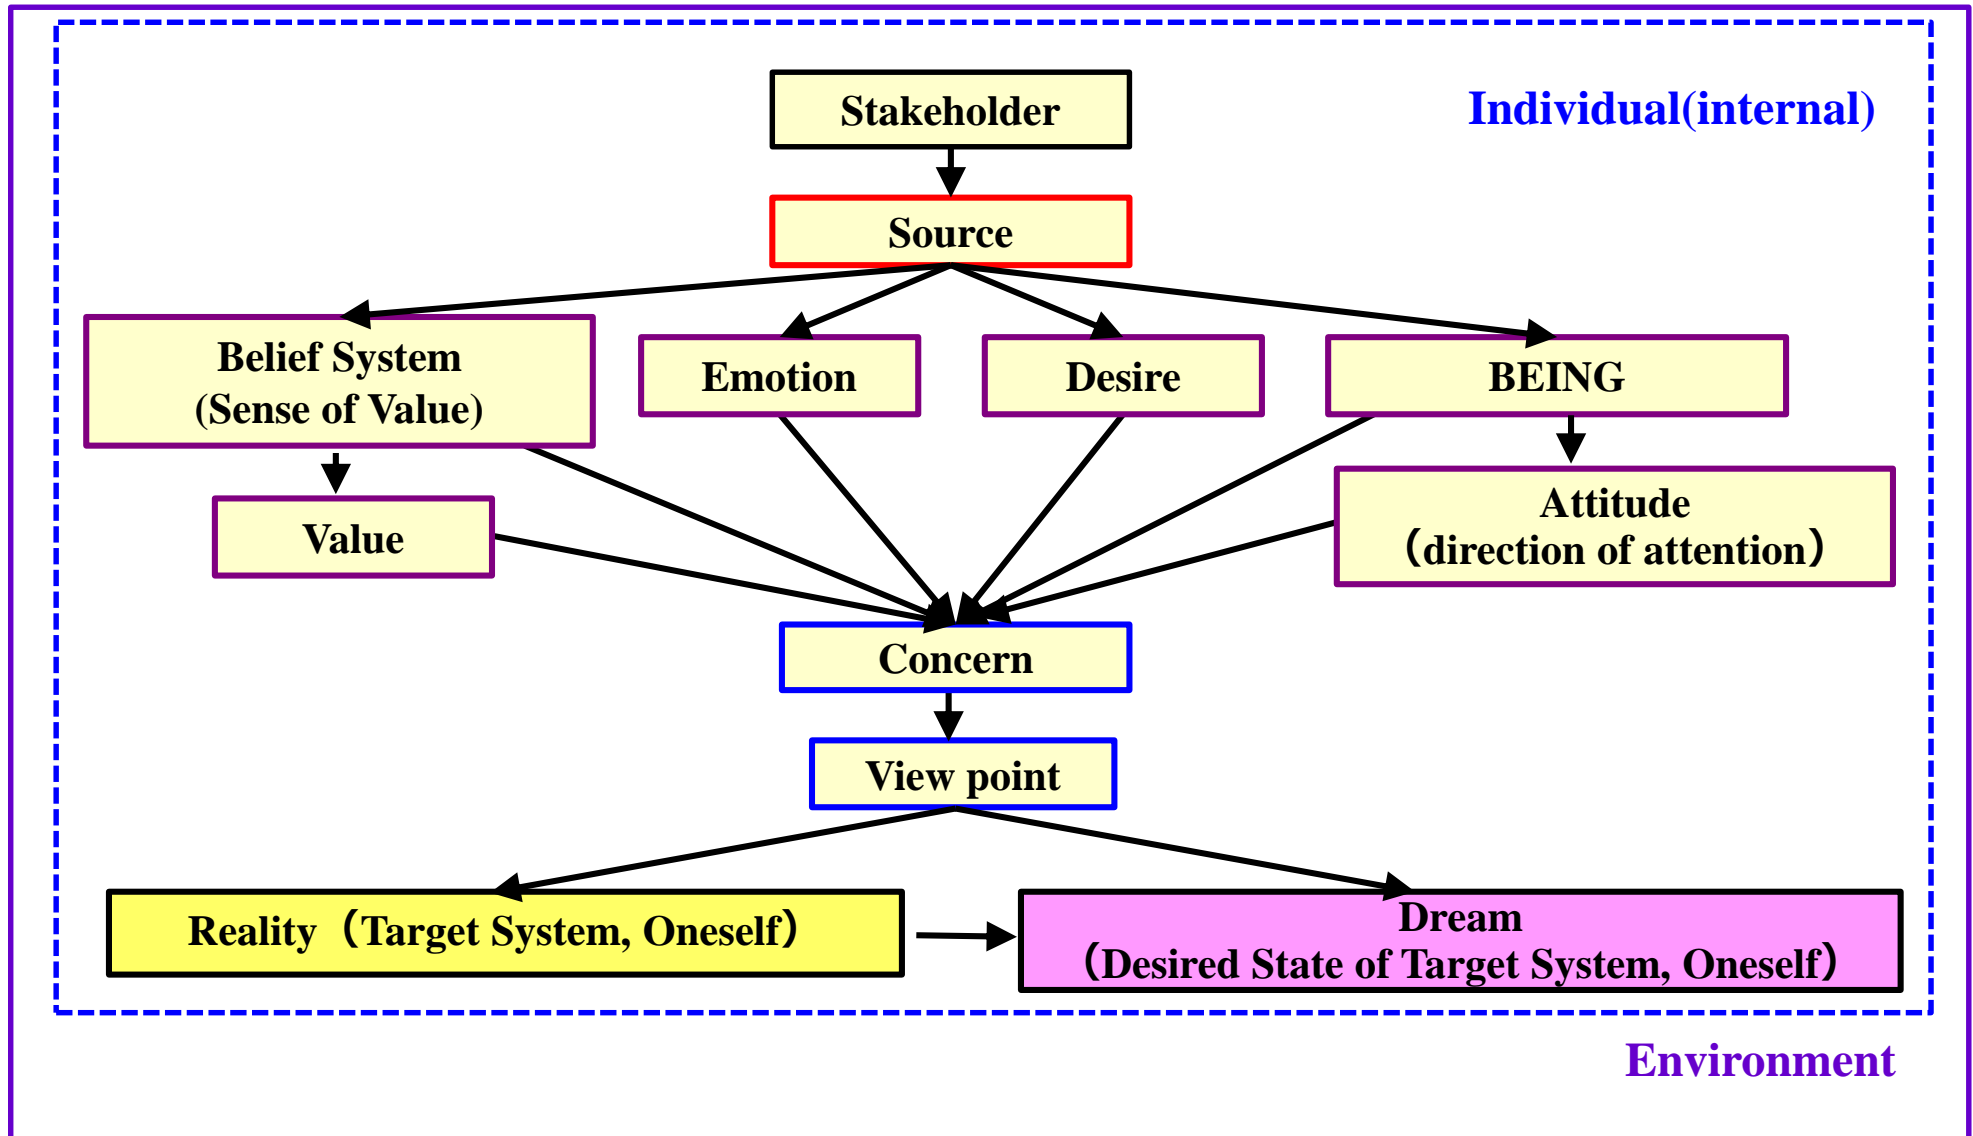 Stakeholder
Individual(internal)
Source
Belief System
(Sense of Value)
Emotion
Desire
BEING
Value
Attitude
（direction of attention）
Concern
View point
Reality（Target System, Oneself）
Dream
（Desired State of Target System, Oneself）
Environment